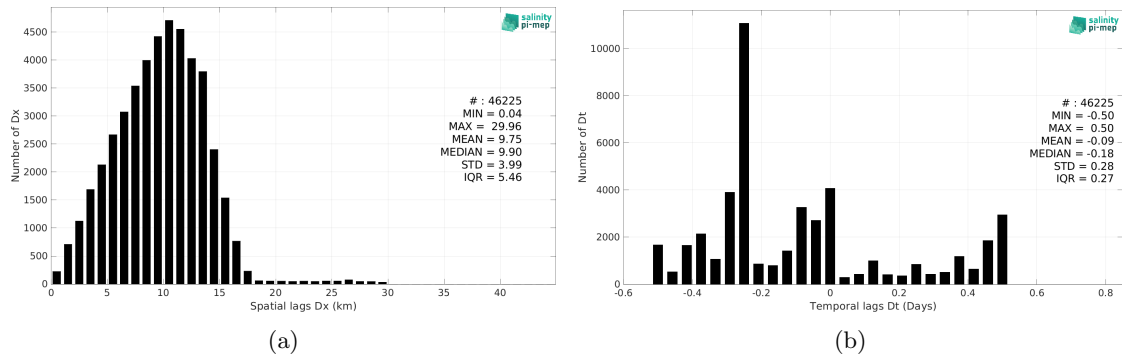 salinity
pi-mep
4500
4000
3500
3000
2500
2000
1500
1000
500
0
Number of Dx
# : 46225
MIN = 0.04
MAX = 29.96
MEAN = 9.75
MEDIAN = 9.90
STD = 3.99
IQR = 5.46
0 5 10 15 20 25 30 35 40
Spatial lags Dx (km)
(a)
salinity
pi-mep
10000
8000
6000
4000
2000
0
Number of Dt
# : 46225
MIN = -0.50
MAX = 0.50
MEAN = -0.09
MEDIAN = -0.18
STD = 0.28
IQR = 0.27
-0.6 -0.4 -0.2 0 0.2 0.4 0.6 0.8
Temporal lags Dt (Days)
(b)